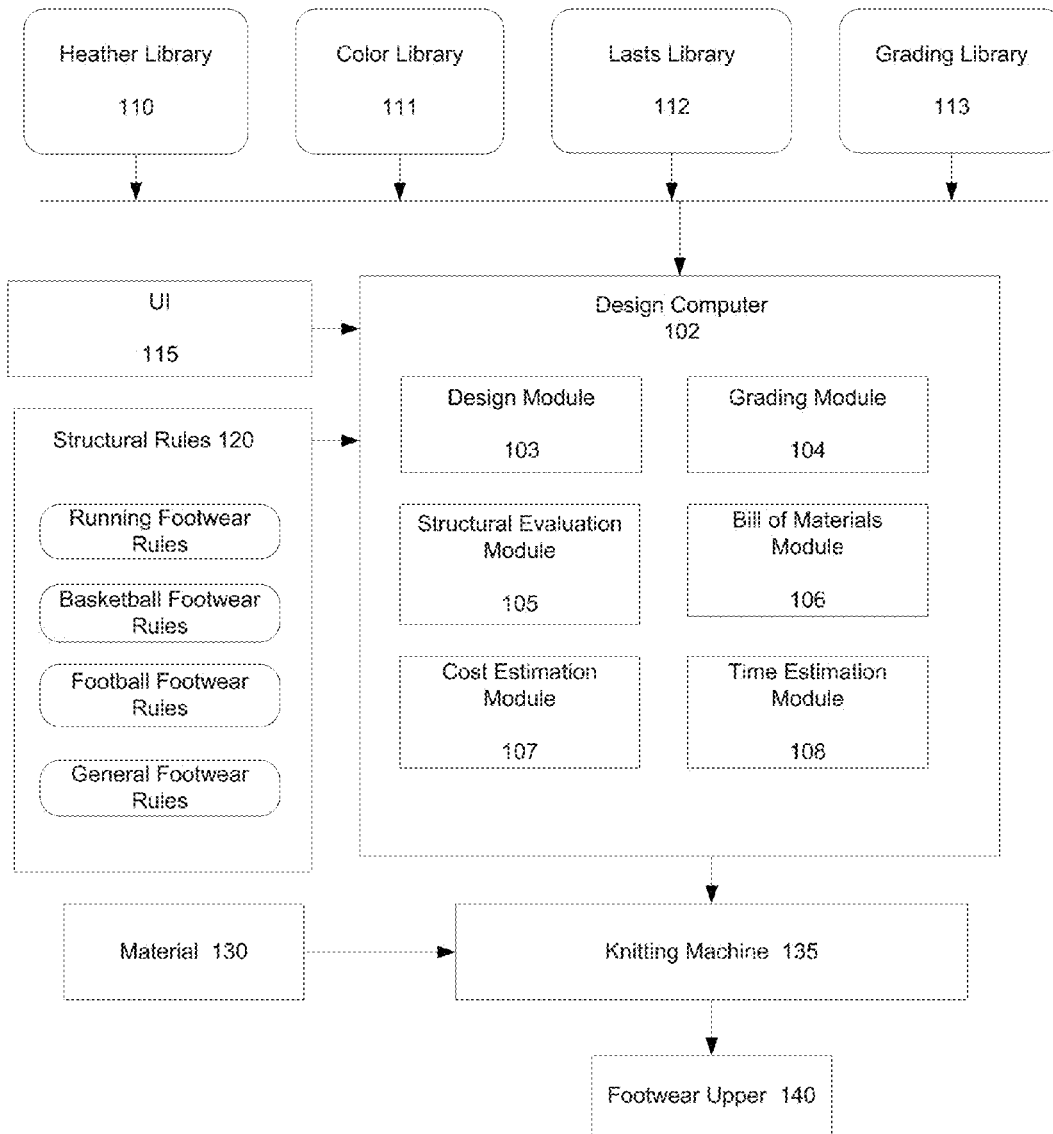 Heather Library
110
Color Library
111
Lasts Library
112
Grading Library
113
UI
115
Structural Rules 120
Running Footwear
Rules
Basketball Footwear
Rules
Football Footwear
Rules
General Footwear
Rules
Design Computer
102
Design Module
103
Grading Module
104
Structural Evaluation
Module
105
Bill of Materials
Module
106
Cost Estimation
Module
107
Time Estimation
Module
108
Material 130
Knitting Machine 135
Footwear Upper 140